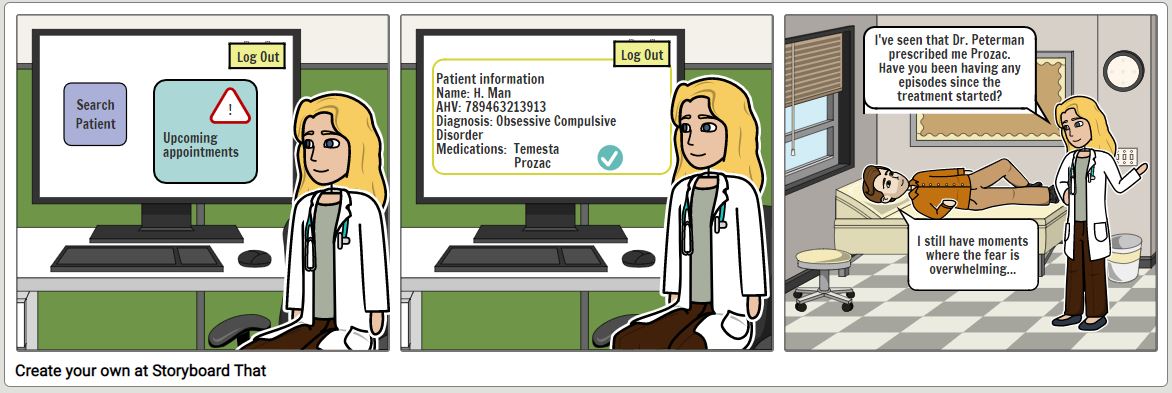 Log Out
Search
Patient
!
Upcoming
appointments
Log Out
Patient information
Name: H. Man
AHV: 789463213913
Diagnosis: Obsessive Compulsive
Disorder
Medications: Temesta
Prozac
I've seen that Dr. Peterman
prescribed me Prozac.
Have you been having any
episodes since the
treatment started?
I still have moments
where the fear is
overwhelming...
Create your own at Storyboard That